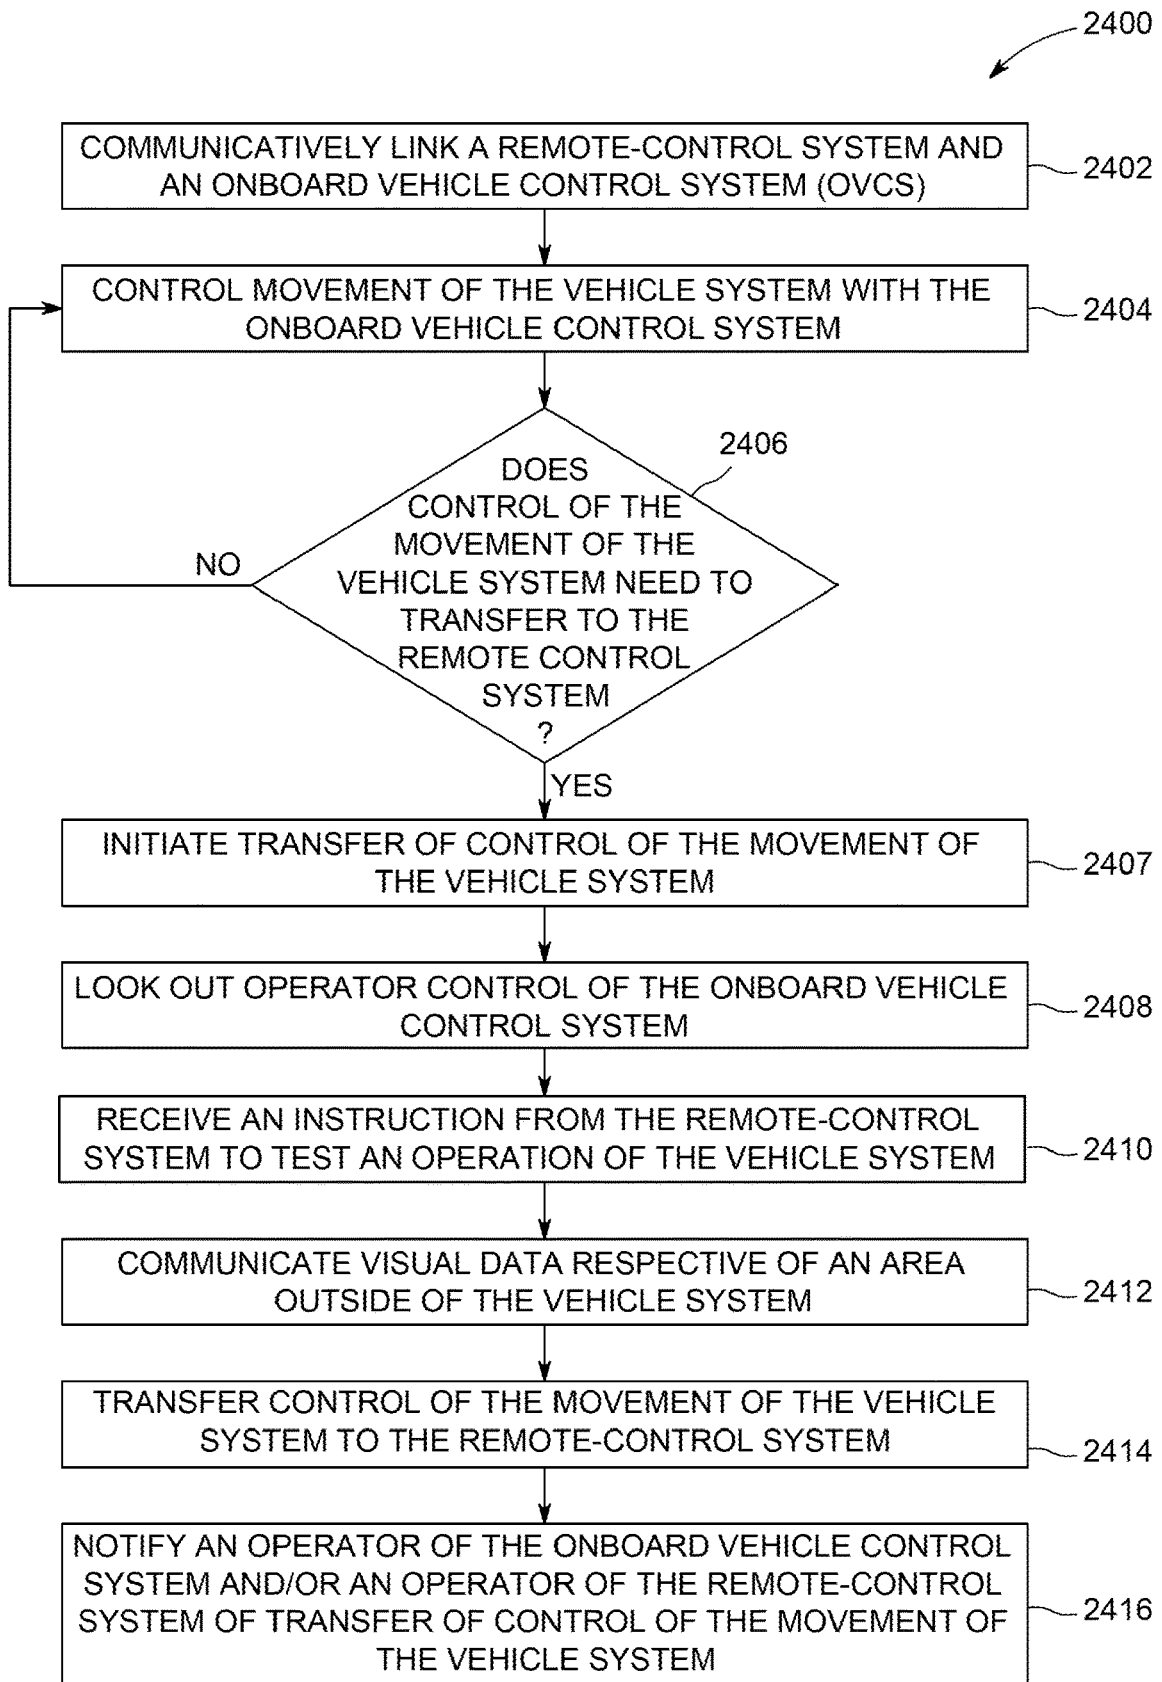 2400
COMMUNICATIVELY LINK A REMOTE-CONTROL SYSTEM AND
AN ONBOARD VEHICLE CONTROL SYSTEM (OVCS)
2402
CONTROL MOVEMENT OF THE VEHICLE SYSTEM WITH THE
ONBOARD VEHICLE CONTROL SYSTEM
2404
2406
DOES
CONTROL OF THE
MOVEMENT OF THE
VEHICLE SYSTEM NEED TO
TRANSFER TO THE
REMOTE CONTROL
SYSTEM
?
NO
YES
INITIATE TRANSFER OF CONTROL OF THE MOVEMENT OF
THE VEHICLE SYSTEM
2407
LOOK OUT OPERATOR CONTROL OF THE ONBOARD VEHICLE
CONTROL SYSTEM
2408
RECEIVE AN INSTRUCTION FROM THE REMOTE-CONTROL
SYSTEM TO TEST AN OPERATION OF THE VEHICLE SYSTEM
2410
COMMUNICATE VISUAL DATA RESPECTIVE OF AN AREA
OUTSIDE OF THE VEHICLE SYSTEM
2412
TRANSFER CONTROL OF THE MOVEMENT OF THE VEHICLE
SYSTEM TO THE REMOTE-CONTROL SYSTEM
2414
NOTIFY AN OPERATOR OF THE ONBOARD VEHICLE CONTROL
SYSTEM AND/OR AN OPERATOR OF THE REMOTE-CONTROL
SYSTEM OF TRANSFER OF CONTROL OF THE MOVEMENT OF
THE VEHICLE SYSTEM
2416